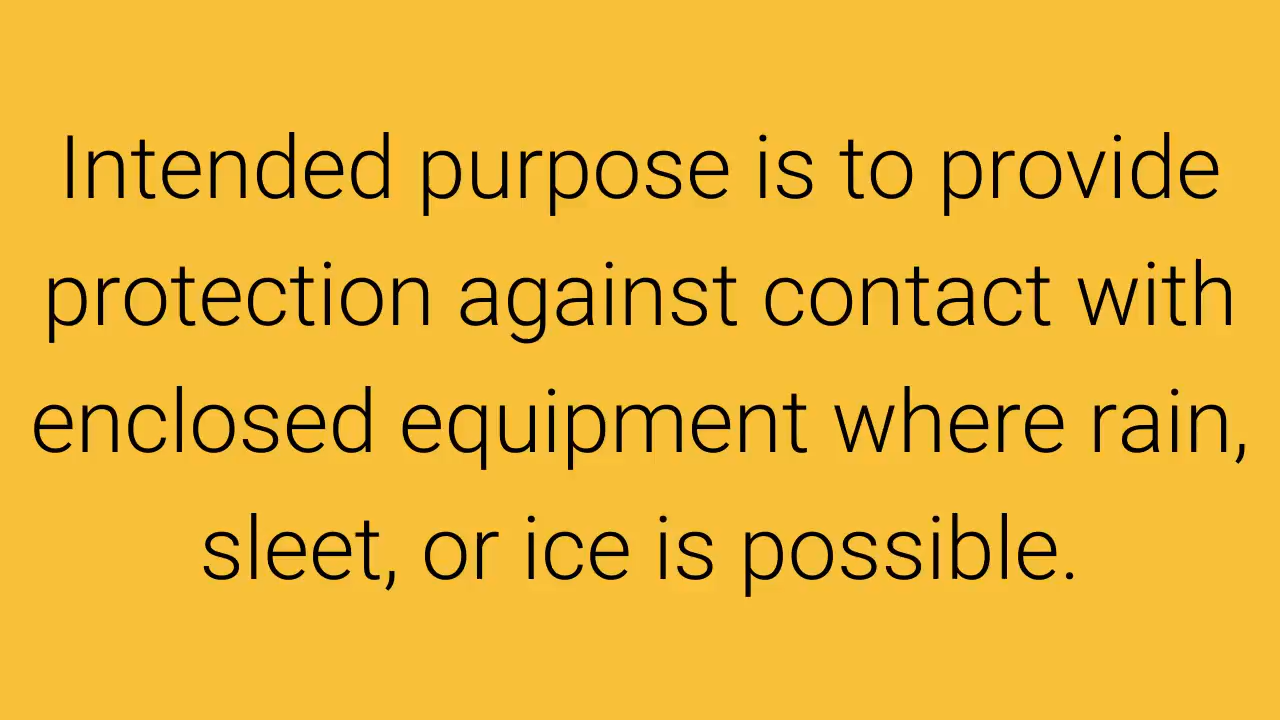 Intended purpose is to provide
protection against contact with
enclosed equipment where rain,
sleet, or ice is possible.